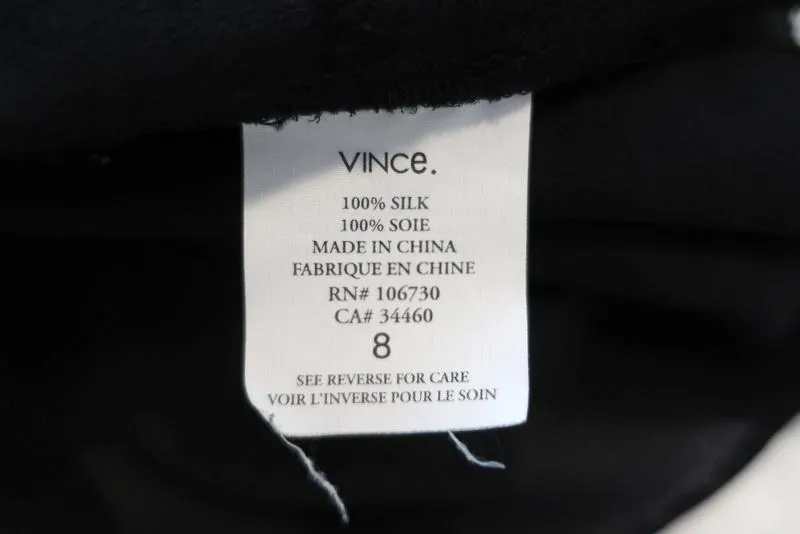 VINCe.
100% SILK
100% SOIE
MADE IN CHINA
FABRIQUE EN CHINE
RN# 106730
CA# 34460
8
SEE REVERSE FOR CARE
VOIR L'INVERSE POUR LE SOIN